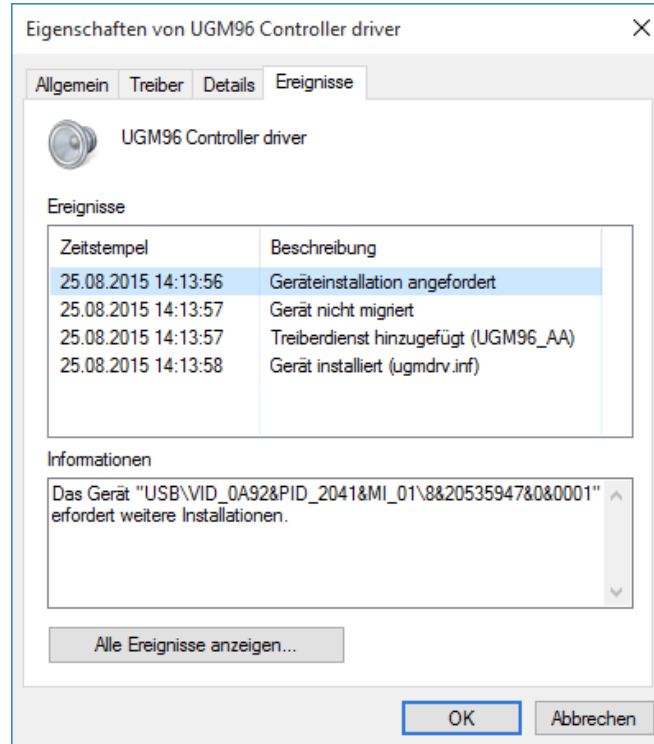 Eigenschaften von UGM96 Controller driver
Allgemein Treiber Details Ereignisse
UGM96 Controller driver
Ereignisse
Zeitstempel Beschreibung
25.08.2015 14:13:56 Geräteinstallation angefordert
25.08.2015 14:13:57 Gerät nicht migriert
25.08.2015 14:13:57 Treiberdienst hinzugefügt (UGM96_AA)
25.08.2015 14:13:58 Gerät installiert (ugmdrv.inf)
Informationen
Das Gerät "USB\VID_0A92&PID_2041&MI_01\8&20535947&0&0001"
erfordert weitere Installationen.
Alle Ereignisse anzeigen...
OK Abbrechen